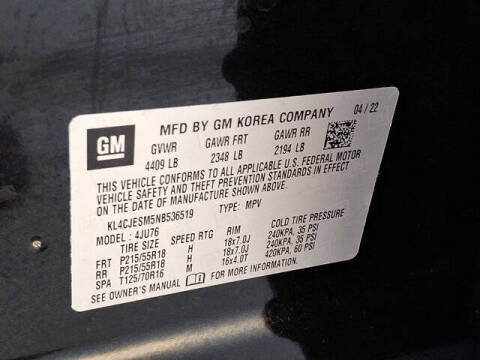 MFD BY GM KOREA COMPANY 04 / 22
GM GVWR GAWR FRT GAWR RR
4409 LB 2348 LB 2194 LB
THIS VEHICLE CONFORMS TO ALL APPLICABLE U.S. FEDERAL MOTOR
VEHICLE SAFETY AND THEFT PREVENTION STANDARDS IN EFFECT
ON THE DATE OF MANUFACTURE SHOWN ABOVE.
KL4CJESM5NB536519 TYPE: MPV
MODEL : 4JU76
TIRE SIZE SPEED RTG RIM COLD TIRE PRESSURE
FRT P215/55R18 H 18x7.0J 240KPA, 35 PSI
RR P215/55R18 H 18x7.0J 240KPA, 35 PSI
SPA T125/70R16 M 16x4.0T 420KPA, 60 PSI
SEE OWNER'S MANUAL FOR MORE INFORMATION.